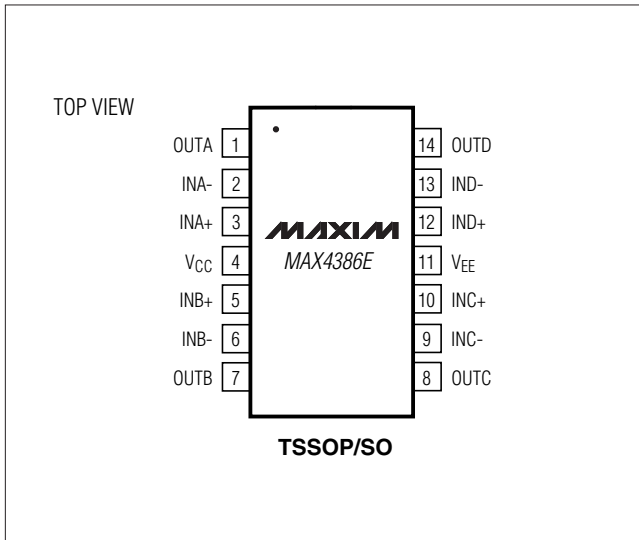 TOP VIEW
OUTA 1 14 OUTD
INA- 2 13 IND-
INA+ 3 12 IND+
MAXIM
VCC 4 MAX4386E 11 VEE
INB+ 5 10 INC+
INB- 6 9 INC-
OUTB 7 8 OUTC
TSSOP/SO